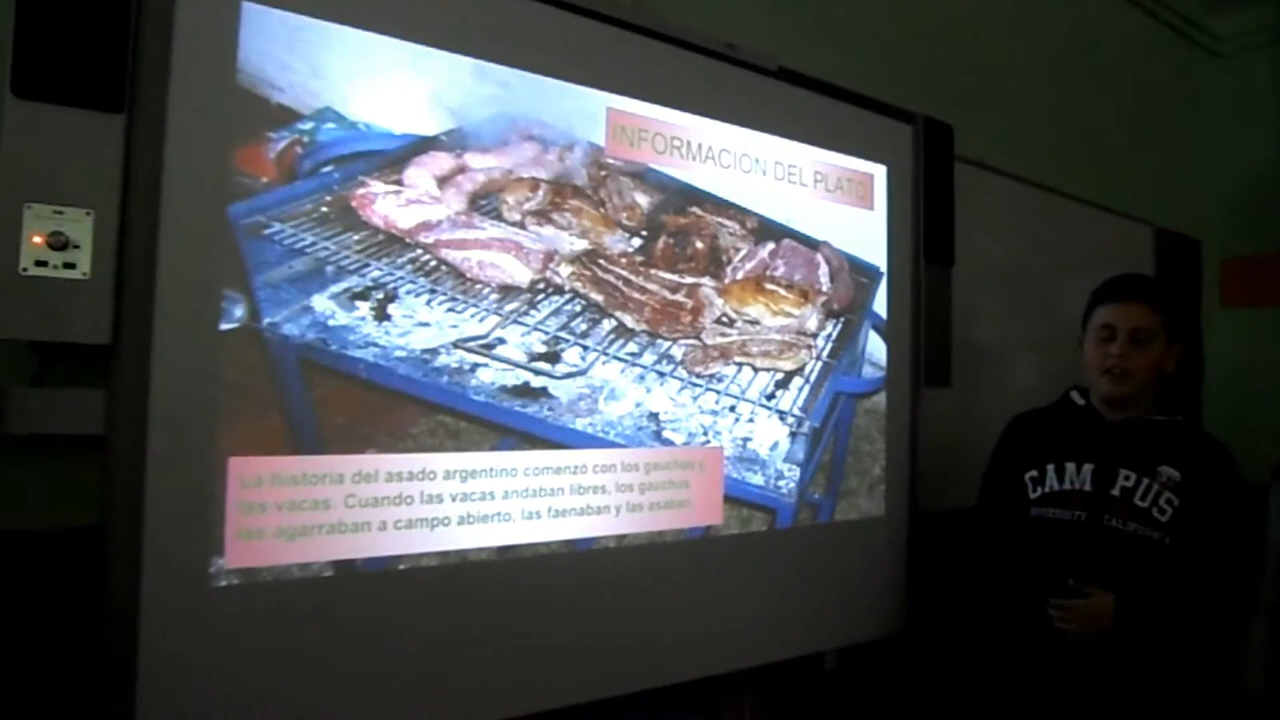 INFORMACION DEL PLATO
La historia del asado argentino comenzó con los gauchos y
las vacas. Cuando las vacas andaban libres, los gauchos
las agarraban a campo abierto, las faenaban y las asaban
CAMPUS
CALIFORNIA